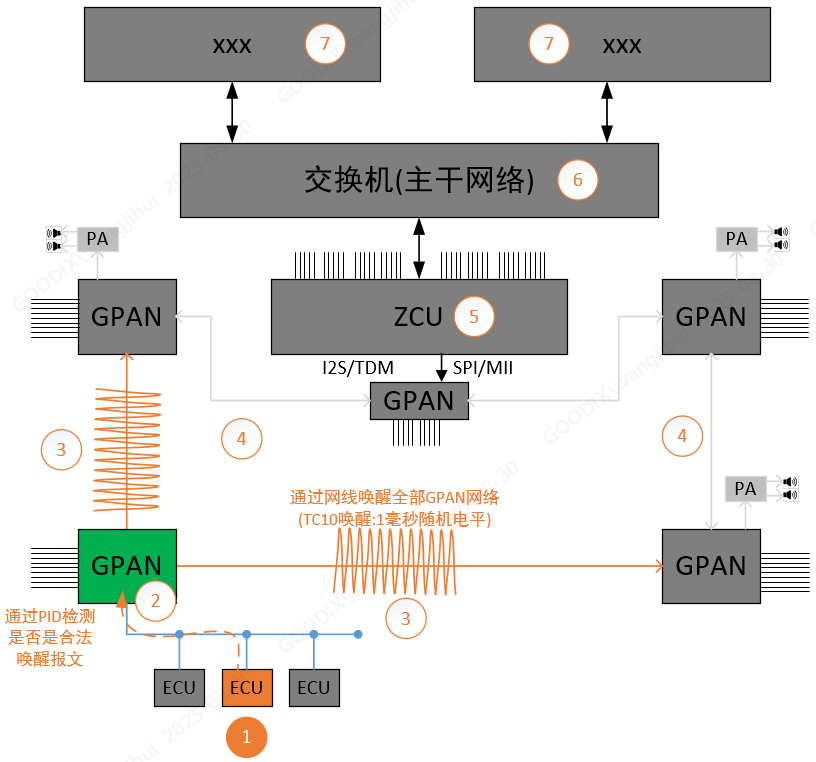 xxx
7
7
xxx
交换机(主干网络)
6
PA
PA
GPAN
ZCU
5
GPAN
I2S/TDM
SPI/MII
GPAN
3
4
4
通过网线唤醒全部GPAN网络
(TC10唤醒:1毫秒随机电平)
PA
GPAN
2
GPAN
3
通过PID检测
是否是合法
唤醒报文
ECU
ECU
ECU
1